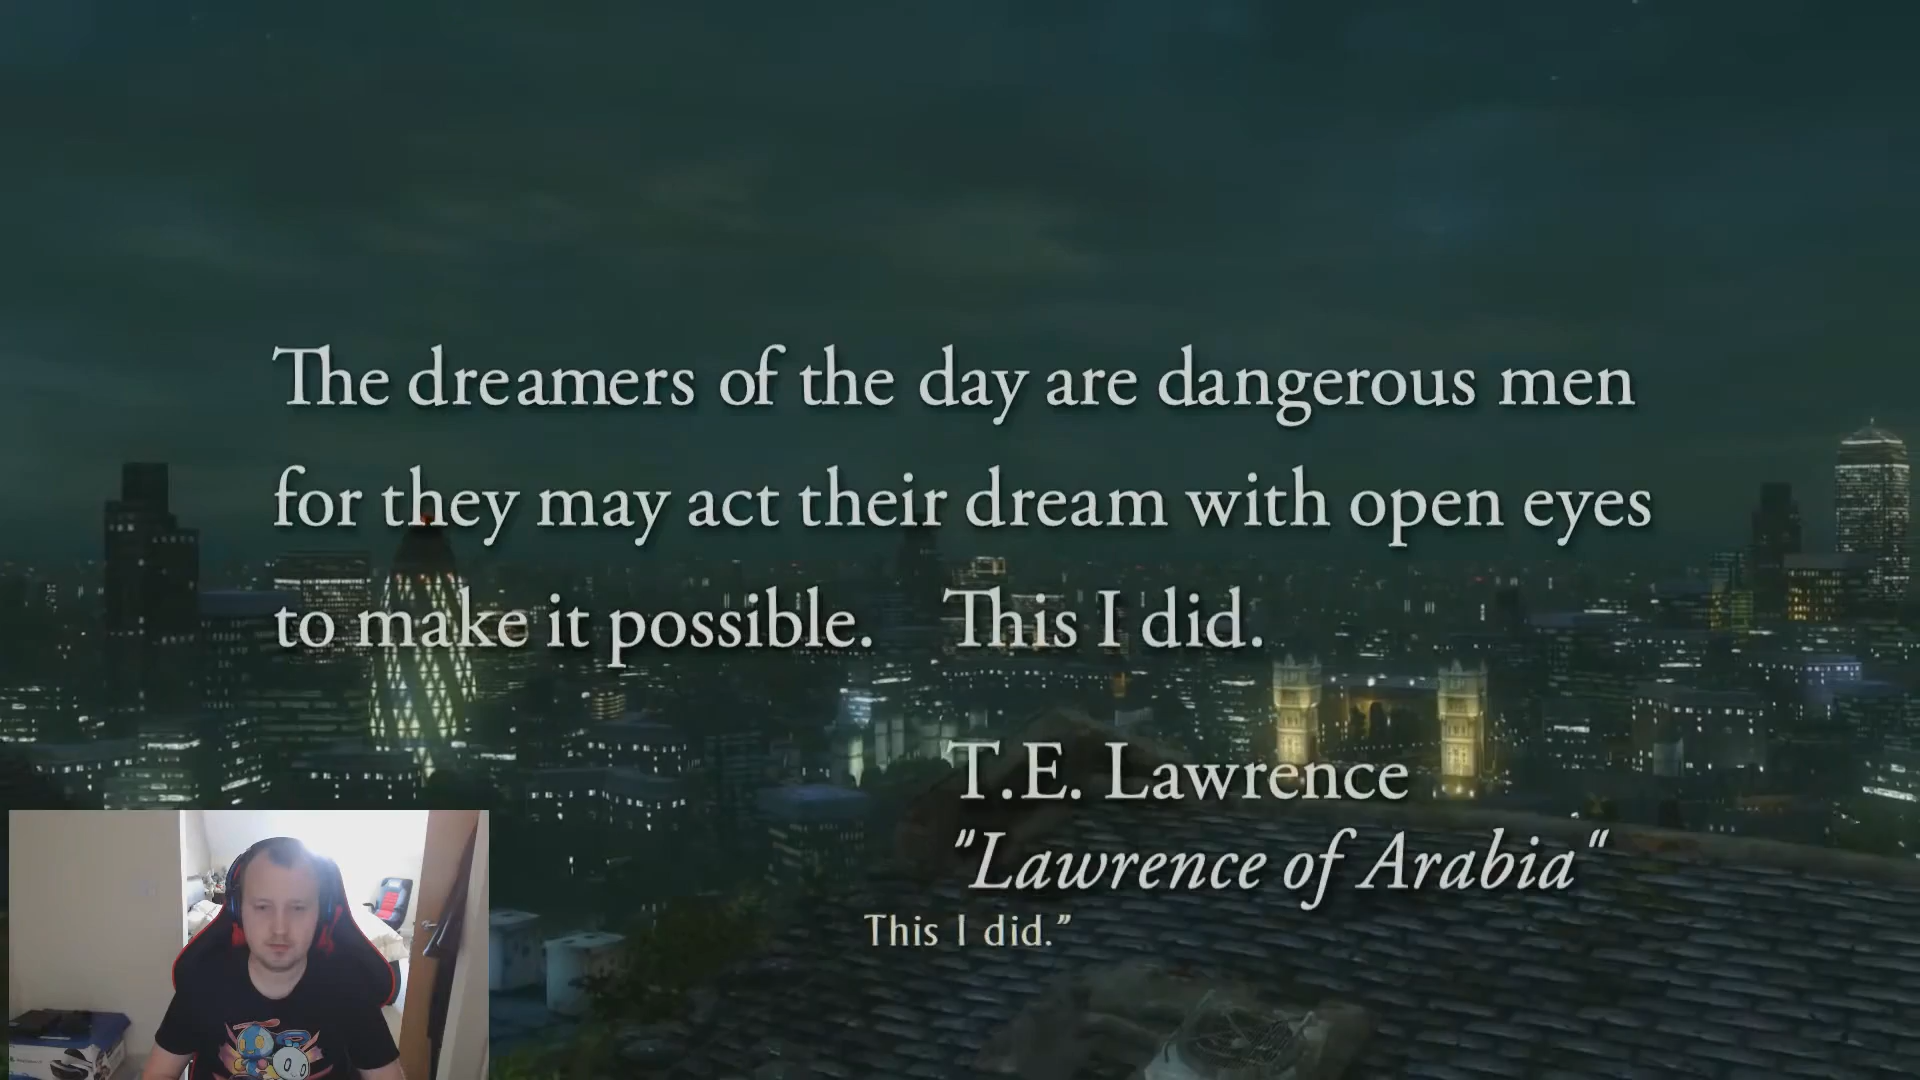 The dreamers of the day are dangerous men
for they may act their dream with open eyes
to make it possible. This I did.
T.E. Lawrence
"Lawrence of Arabia"
This I did.”